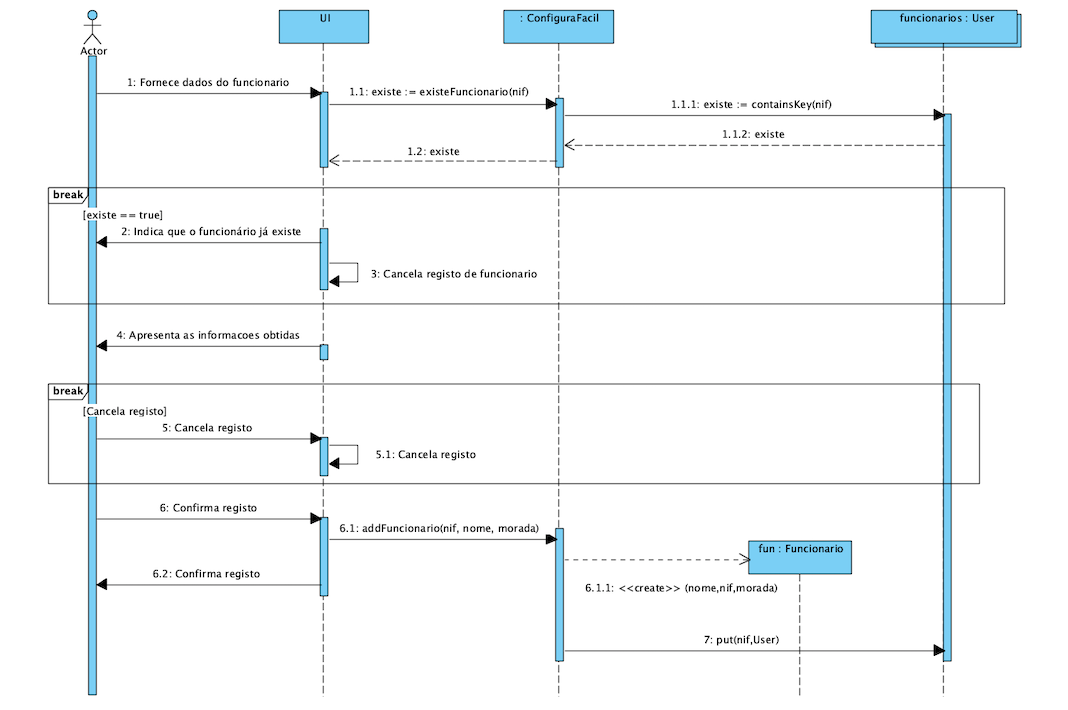 UI
: ConfiguraFacil
funcionarios : User
Actor
1: Fornece dados do funcionario
1.1: existe := existeFuncionario(nif)
1.1.1: existe := containsKey(nif)
1.1.2: existe
1.2: existe
break
[existe == true]
2: Indica que o funcionário já existe
3: Cancela registo de funcionario
4: Apresenta as informacoes obtidas
break
[Cancela registo]
5: Cancela registo
5.1: Cancela registo
6: Confirma registo
6.1: addFuncionario(nif, nome, morada)
fun : Funcionario
6.2: Confirma registo
6.1.1: <<create>> (nome,nif,morada)
7: put(nif,User)